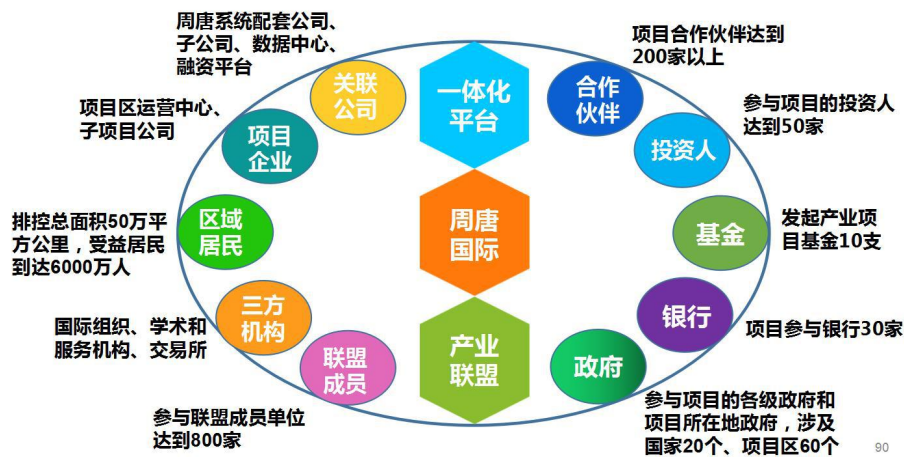 周唐系统配套公司、
子公司、数据中心、
融资平台
关联
公司
项目区运营中心、
子项目公司
项目
企业
排控总面积50万平
方公里，受益居民
到达6000万人
区域
居民
国际组织、学术和
服务机构、交易所
三方
机构
参与联盟成员单位
达到800家
联盟
成员
一体化
平台
周唐
国际
产业
联盟
项目合作伙伴达到
200家以上
合作
伙伴
参与项目的投资人
达到50家
投资人
发起产业项
目基金10支
基金
项目参与银行30家
银行
参与项目的各级政府和
项目所在地政府，涉及
国家20个、项目区60个
政府
90